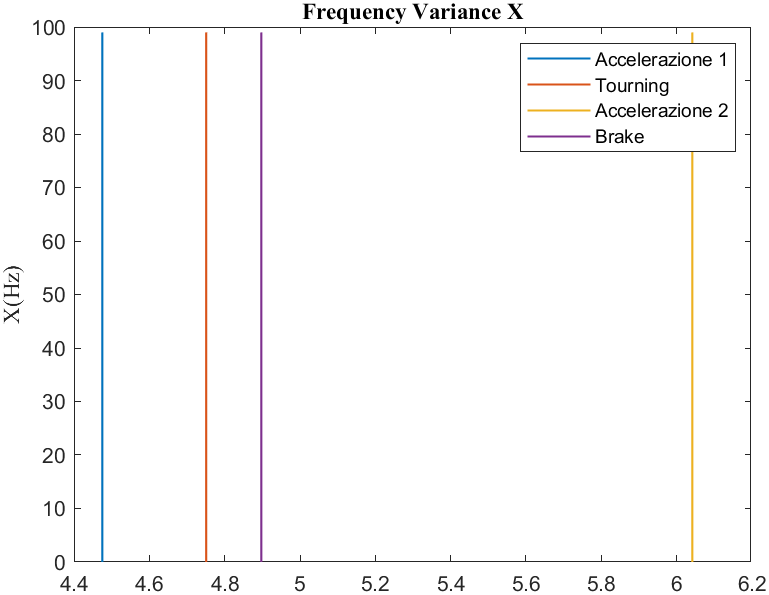 Frequency Variance X
100
90
80
70
60
50
40
30
20
10
0
X(Hz)
Accelerazione 1
Tourning
Accelerazione 2
Brake
4.4 4.6 4.8 5 5.2 5.4 5.6 5.8 6 6.2